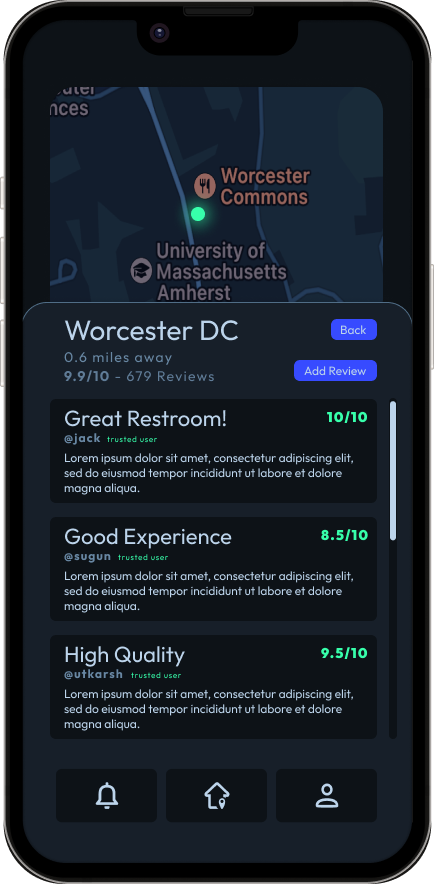 ater
nces
Worcester
Commons
University of
Massachusetts
Amherst
Worcester DC
Back
0.6 miles away
9.9/10 - 679 Reviews
Add Review
Great Restroom!
10/10
@jack trusted user
Lorem ipsum dolor sit amet, consectetur adipiscing elit,
sed do eiusmod tempor incididunt ut labore et dolore
magna aliqua.
Good Experience
8.5/10
@sugun trusted user
Lorem ipsum dolor sit amet, consectetur adipiscing elit,
sed do eiusmod tempor incididunt ut labore et dolore
magna aliqua.
High Quality
9.5/10
@utkarsh trusted user
Lorem ipsum dolor sit amet, consectetur adipiscing elit,
sed do eiusmod tempor incididunt ut labore et dolore
magna aliqua.